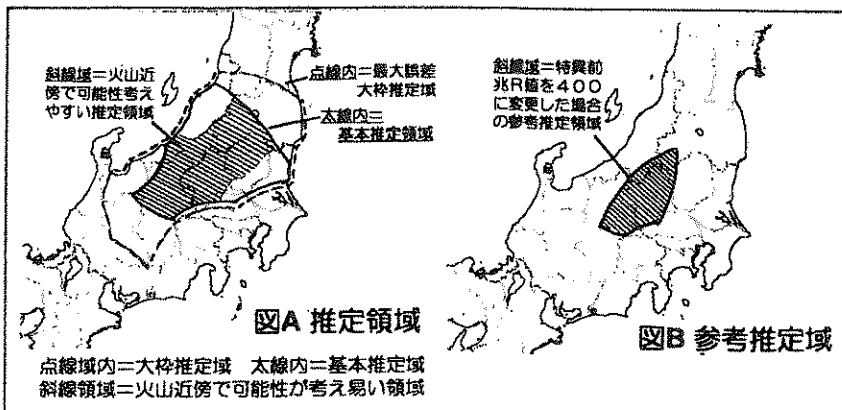 斜線域＝火山近
傍で可能性考え
やすい推定領域
点線内＝最大誤差
大枠推定域
太線内＝
基本推定領域
図A 推定領域
点線域内＝大枠推定域 太線内＝基本推定域
斜線領域＝火山近傍で可能性が考え易い領域
斜線域＝特異前
兆R値を４００
に変更した場合
の参考推定領域
図B 参考推定域